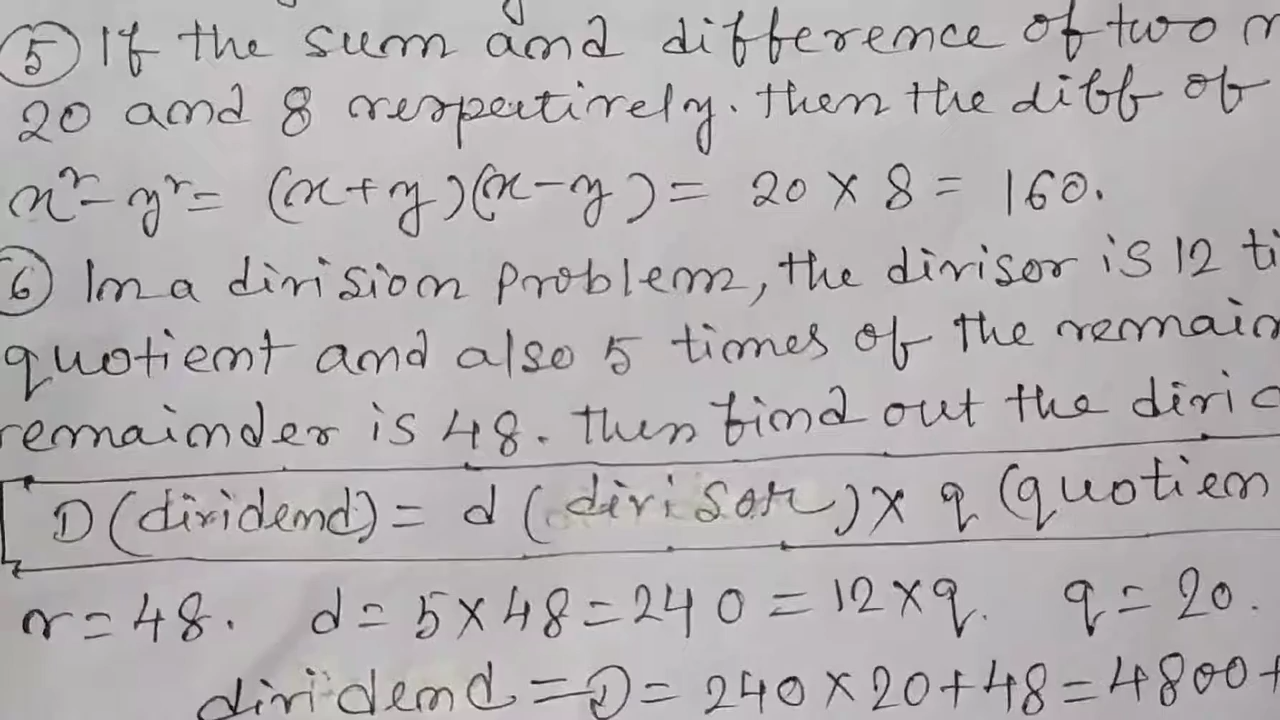 ⑤ If the sum and difference of two
20 and 8 respectively. then the diff of
x² - y² = (x+y)(x-y) = 20 × 8 = 160.
⑥ In a division problem, the divisor is 12 ti
quotient and also 5 times of the remain
remainder is 48. Then find out the divid
D (dividend) = d (divisor) × q (quotien
r = 48. d = 5×48 = 240 = 12×q. q = 20.
dividend = D = 240×20+48 = 4800+